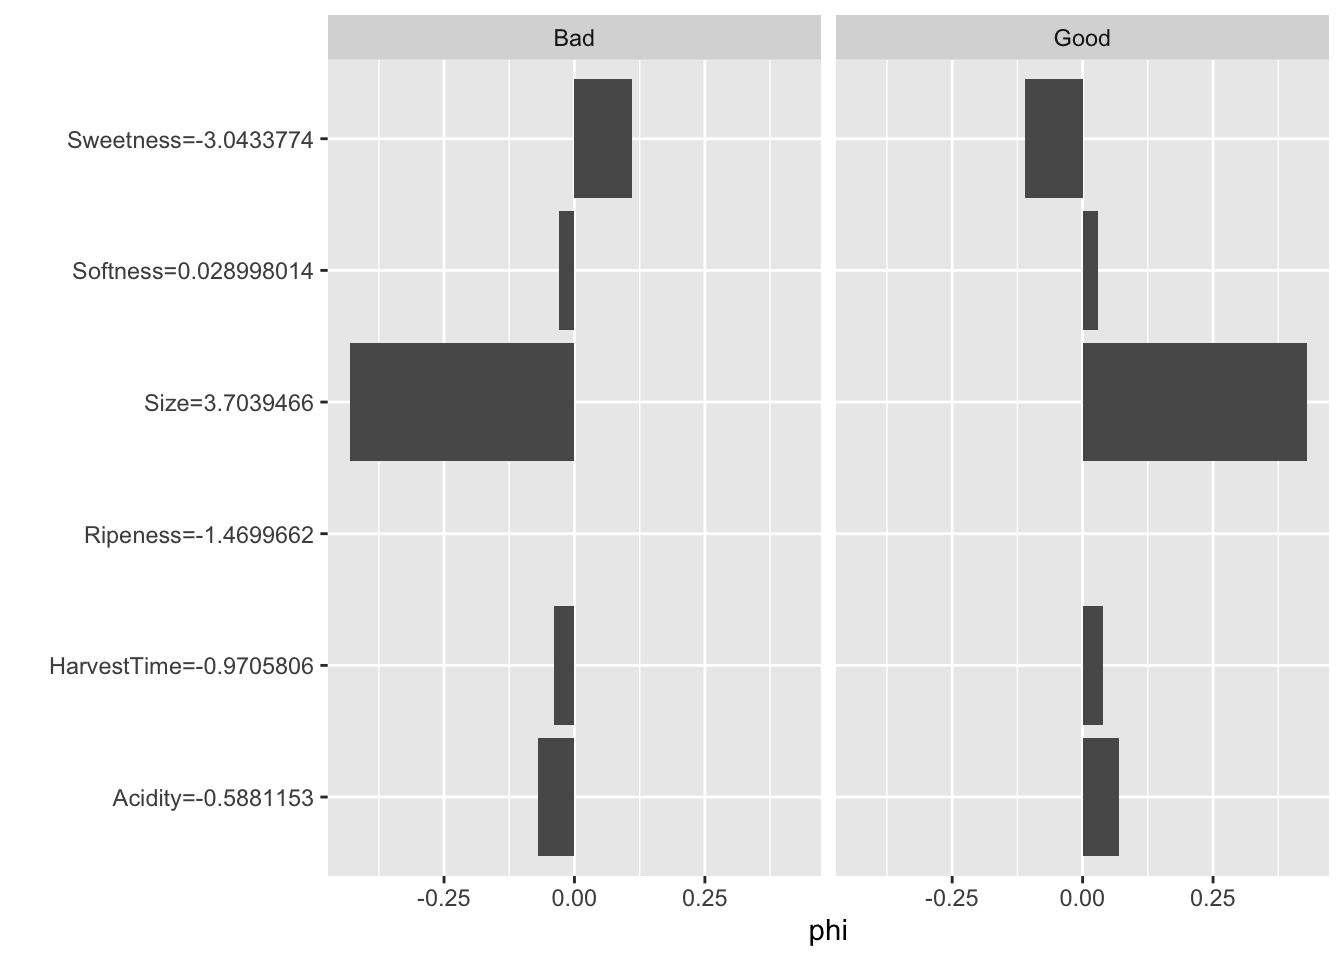 Bad
Good
Sweetness=-3.0433774
Softness=0.028998014
Size=3.7039466
Ripeness=-1.4699662
HarvestTime=-0.9705806
Acidity=-0.5881153
-0.25 0.00 0.25
-0.25 0.00 0.25
phi